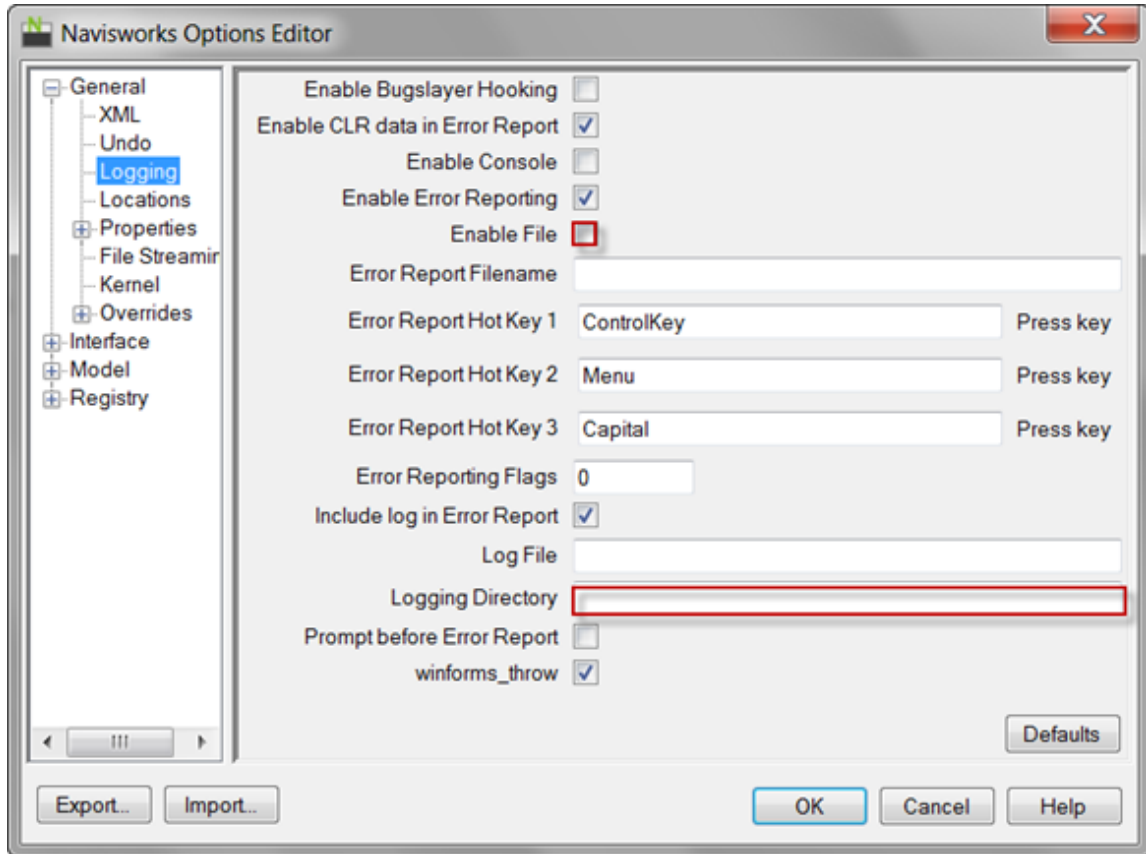 Navisworks Options Editor
General
XML
Undo
Logging
Locations
Properties
File Streamin
Kernel
Overrides
Interface
Model
Registry
Enable Bugslayer Hooking
Enable CLR data in Error Report
Enable Console
Enable Error Reporting
Enable File
Error Report Filename
Error Report Hot Key 1 ControlKey Press key
Error Report Hot Key 2 Menu Press key
Error Report Hot Key 3 Capital Press key
Error Reporting Flags 0
Include log in Error Report
Log File
Logging Directory
Prompt before Error Report
winforms_throw
Defaults
Export... Import... OK Cancel Help